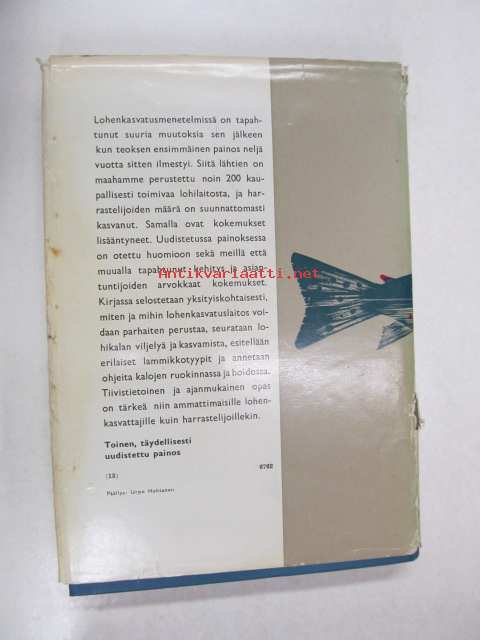 Lohenkasvatusmenetelmissä on tapah-
tunut suuria muutoksia sen jälkeen
kun teoksen ensimmäinen painos neljä
vuotta sitten ilmestyi. Siitä lähtien on
maahamme perustettu noin 200 kau-
pallisesti toimivaa lohilaitosta, ja har-
rastelijoiden määrä on suunnattomasti
kasvanut. Samalla ovat kokemukset
lisääntyneet. Uudistetussa painoksessa
on otettu huomioon sekä meillä että
muualla tapahtunut kehitys ja asian-
tuntijoiden arvokkaat kokemukset.
Kirjassa selostetaan yksityiskohtaisesti,
miten ja mihin lohenkasvatuslaitos voi-
daan parhaiten perustaa, seurataan lo-
hikalan viljelyä ja kasvamista, esitellään
erilaiset lammikkotyypit ja annetaan
ohjeita kalojen ruokinnassa ja hoidossa.
Tiivistietoinen ja ajanmukainen opas
on tärkeä niin ammattimaisille lohen-
kasvattajille kuin harrastelijoillekin.
Toinen, täydellisesti
uudistettu painos
(18)
Päällys: Urpo Huhtanen
Antikvariaatti.net